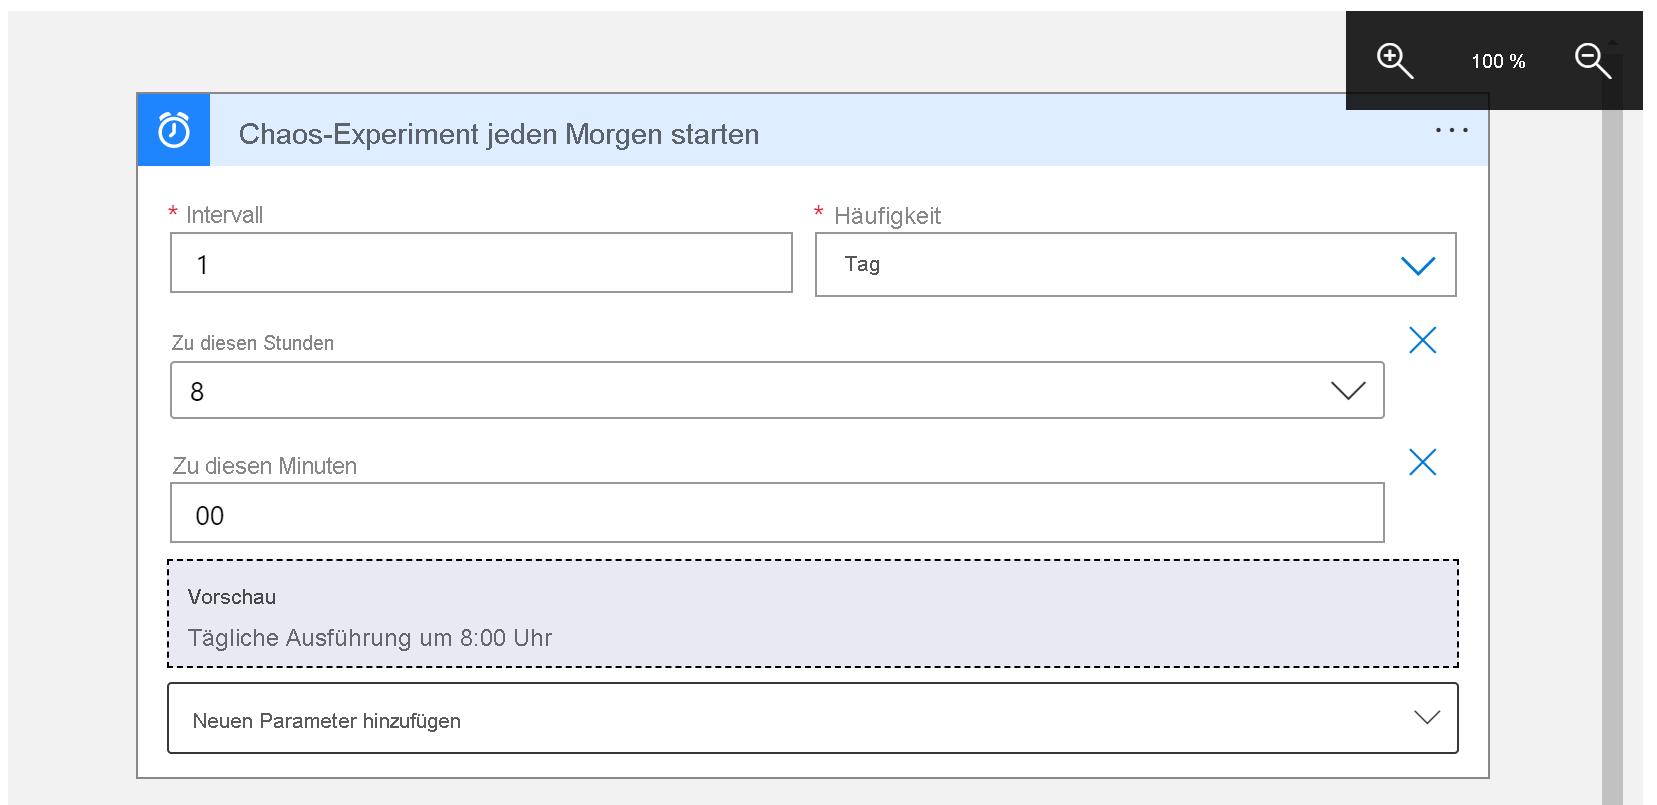 100 %
Chaos-Experiment jeden Morgen starten
* Intervall
* Häufigkeit
1
Tag
Zu diesen Stunden
8
Zu diesen Minuten
00
Vorschau
Tägliche Ausführung um 8:00 Uhr
Neuen Parameter hinzufügen